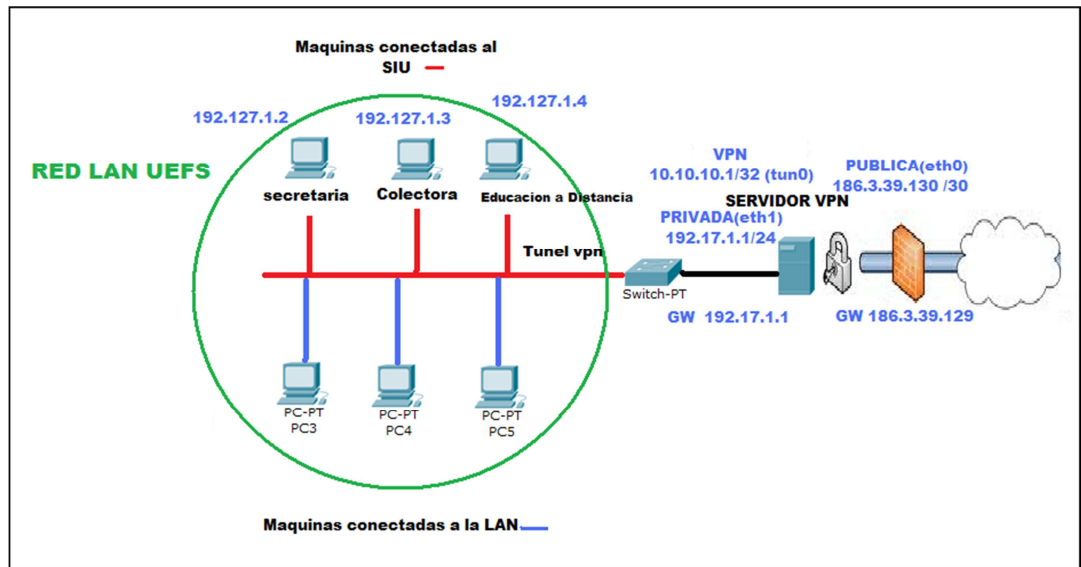 Maquinas conectadas al
SIU
192.127.1.2
192.127.1.3
192.127.1.4
RED LAN UEFS
secretaria
Colectora
Educacion a Distancia
Tunel vpn
VPN
10.10.10.1/32 (tun0)
PUBLICA(eth0)
186.3.39.130 /30
SERVIDOR VPN
PRIVADA(eth1)
192.17.1.1/24
Switch-PT
GW 192.17.1.1
GW 186.3.39.129
PC-PT
PC3
PC-PT
PC4
PC-PT
PC5
Maquinas conectadas a la LAN